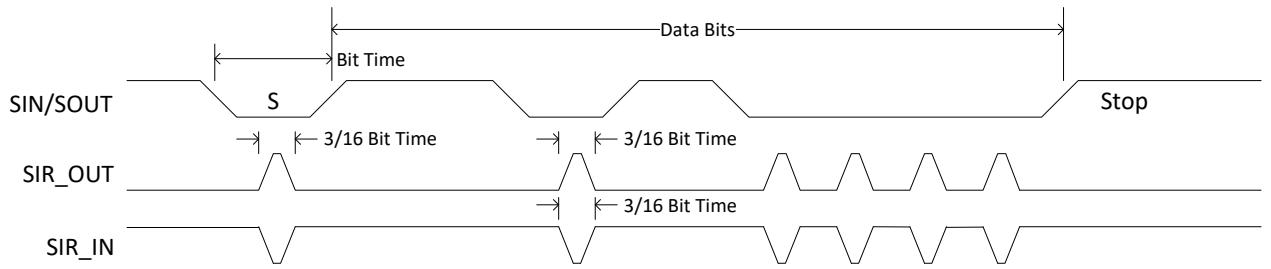 Data Bits
Bit Time
SIN/SOUT
S
Stop
3/16 Bit Time
3/16 Bit Time
SIR_OUT
3/16 Bit Time
SIR_IN